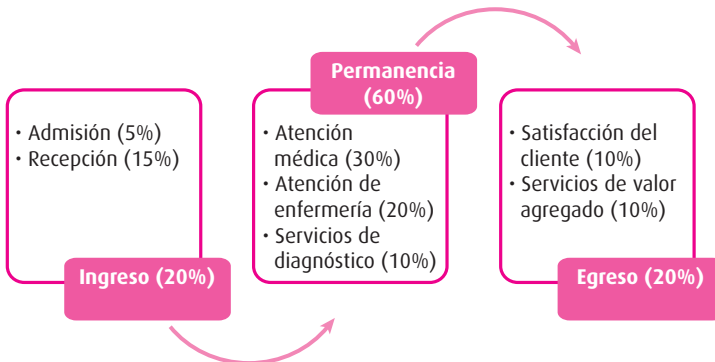 · Admisión (5%)
· Recepción (15%)
Ingreso (20%)
Permanencia
(60%)
· Atención
médica (30%)
· Atención de
enfermería (20%)
· Servicios de
diagnóstico (10%)
· Satisfacción del
cliente (10%)
· Servicios de valor
agregado (10%)
Egreso (20%)